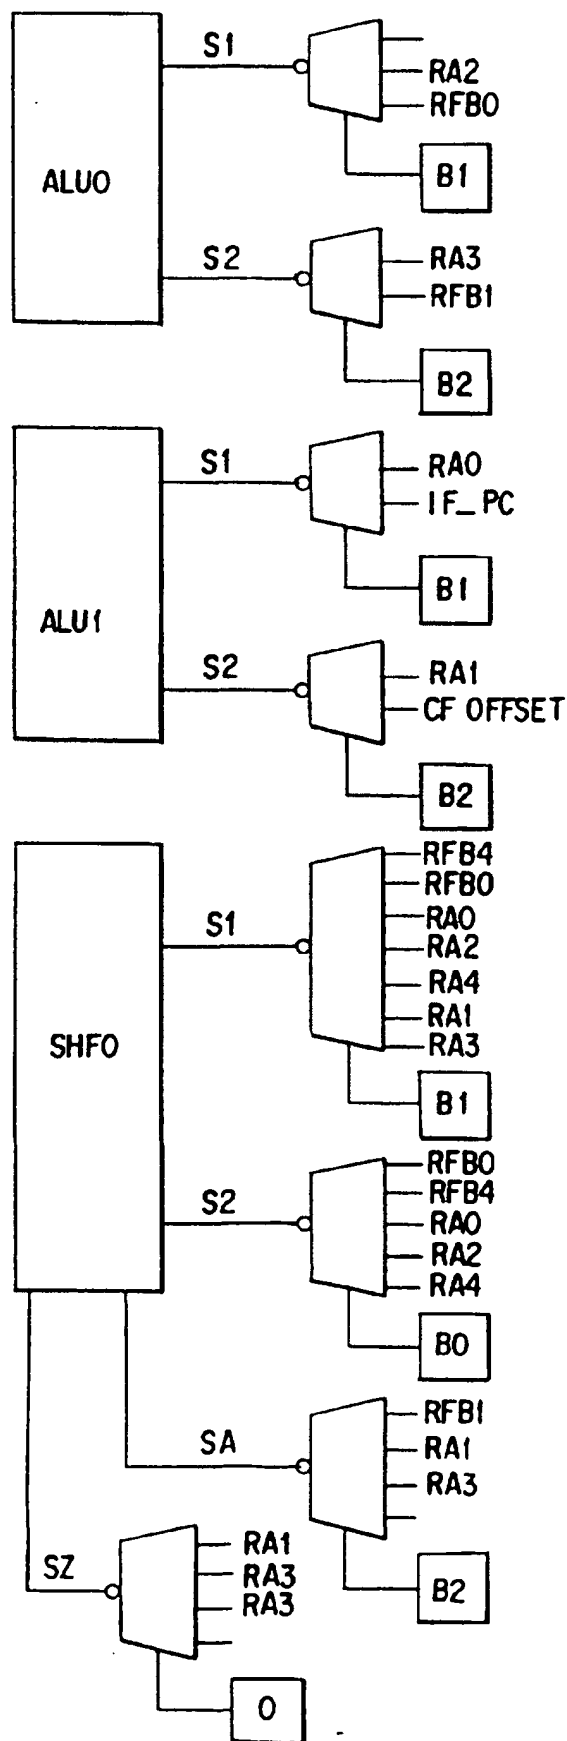 S1
RA2
RFB0
B1
ALU0
S2
RA3
RFB1
B2
S1
RA0
IF_PC
B1
ALU1
S2
RA1
CF OFFSET
B2
RFB4
RFB0
S1
RA0
RA2
RA4
RA1
SHF0
RA3
B1
RFB0
S2
RFB4
RA0
RA2
RA4
B0
RFB1
SA
RA1
RA3
RA1
SZ
RA3
RA3
B2
0